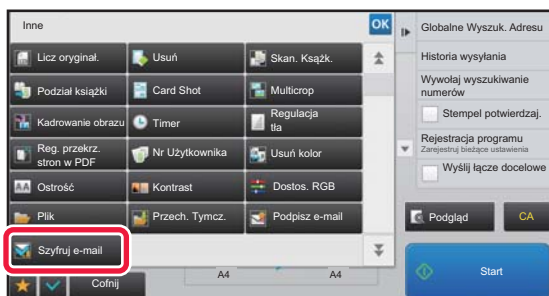 Inne
OK
Licz oryginał.
Usuń
Skan. Książk.
Podział książki
Card Shot
Multicrop
Kadrowanie obrazu
Timer
Regulacja
tła
Reg. przekrz.
stron w PDF
Nr Użytkownika
Usuń kolor
AA
Ostrość
Kontrast
Dostos. RGB
Plik
Przech. Tymcz.
Podpisz e-mail
Szyfruj e-mail
Cofnij
A4
A4
Globalne Wyszuk. Adresu
Historia wysyłania
Wywołaj wyszukiwanie
numerów
Stempel potwierdzaj.
Rejestracja programu
Zarejestruj bieżące ustawienia
Wyślij łącze docelowe
Podgląd
CA
Start